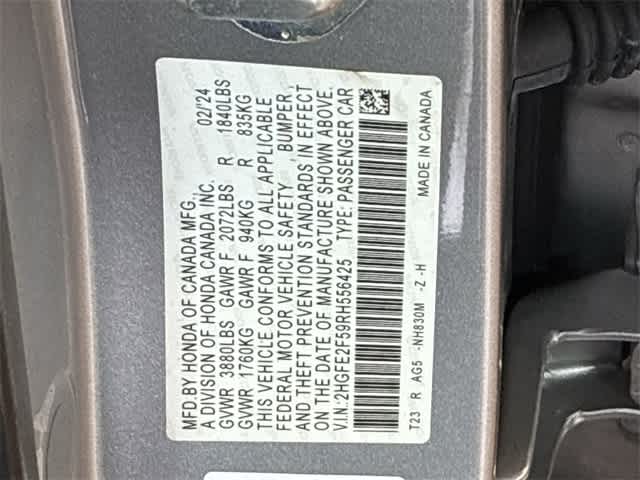 MFD.BY HONDA OF CANADA MFG., 02/'24
A DIVISION OF HONDA CANADA INC.
GVWR 3880LBS GAWR F 2072LBS R 1840LBS
GVWR 1760KG GAWR F 940KG R 835KG
THIS VEHICLE CONFORMS TO ALL APPLICABLE
FEDERAL MOTOR VEHICLE SAFETY, BUMPER,
AND THEFT PREVENTION STANDARDS IN EFFECT
ON THE DATE OF MANUFACTURE SHOWN ABOVE.
V.I.N.:2HGFE2F59RH556425 TYPE: PASSENGER CAR
T23 R AG5 -NH830M -Z -H MADE IN CANADA